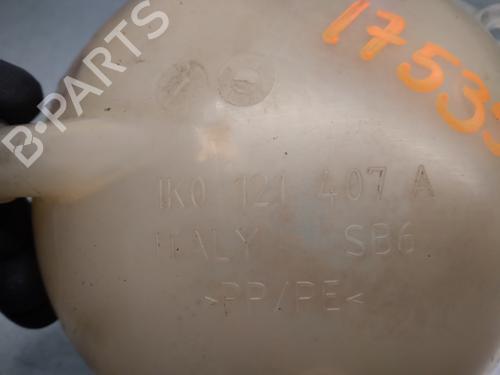 B-PARTS
1753
1K0 121 407 A
ITALY SB6
>PP/PE<